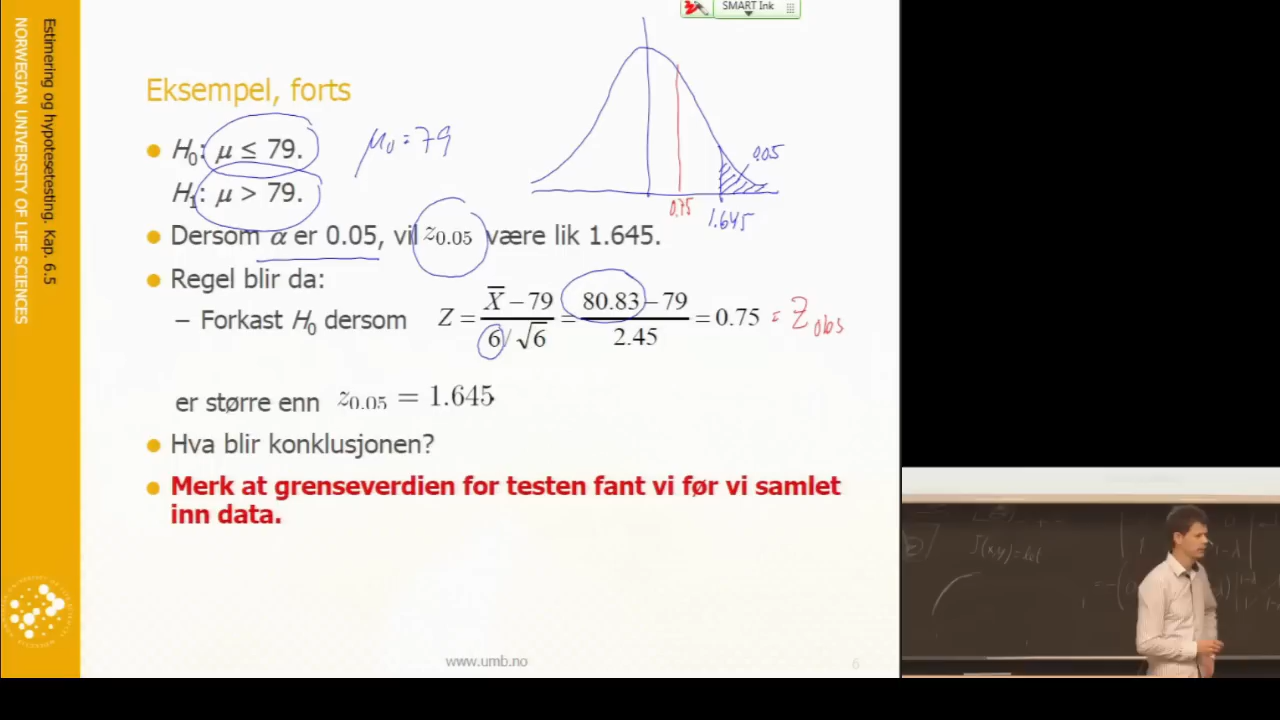 SMART Ink
Estimering og hypotesetesting. Kap. 6.5
NORWEGIAN UNIVERSITY OF LIFE SCIENCES
Eksempel, forts
H₀: μ ≤ 79.
μ₀ = 79
H₁: μ > 79.
0.05
0.75
1.645
Dersom α er 0.05, vil z₀.₀₅ være lik 1.645.
Regel blir da:
– Forkast H₀ dersom Z = (X̅ − 79)/(6/√6) = (80.83 − 79)/2.45 = 0.75 = Z obs
er større enn z₀.₀₅ = 1.645
Hva blir konklusjonen?
Merk at grenseverdien for testen fant vi før vi samlet
inn data.
www.umb.no
6
f(x,y)=